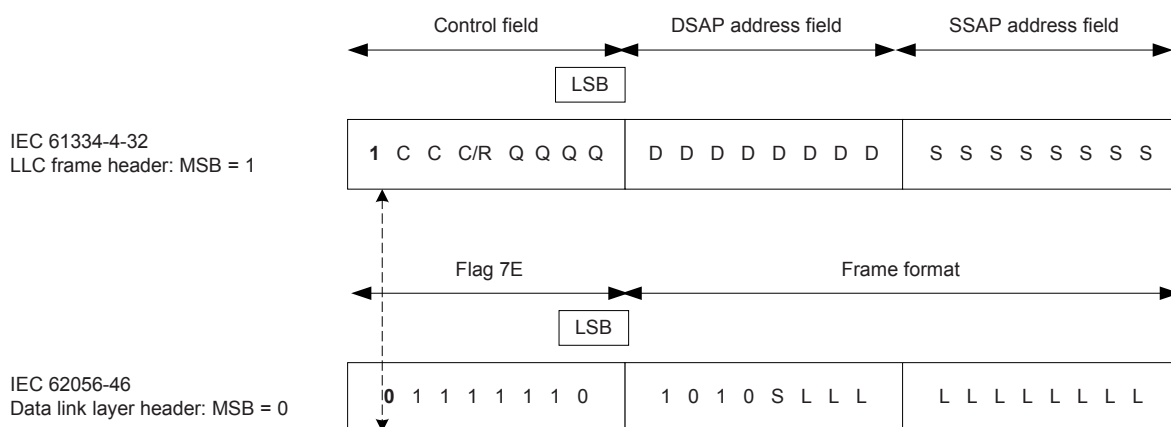 Control field DSAP address field SSAP address field
LSB
IEC 61334-4-32
LLC frame header: MSB = 1
1 C C C/R Q Q Q Q D D D D D D D D S S S S S S S S
Flag 7E Frame format
LSB
IEC 62056-46
Data link layer header: MSB = 0
0 1 1 1 1 1 1 0 1 0 1 0 S L L L L L L L L L L L